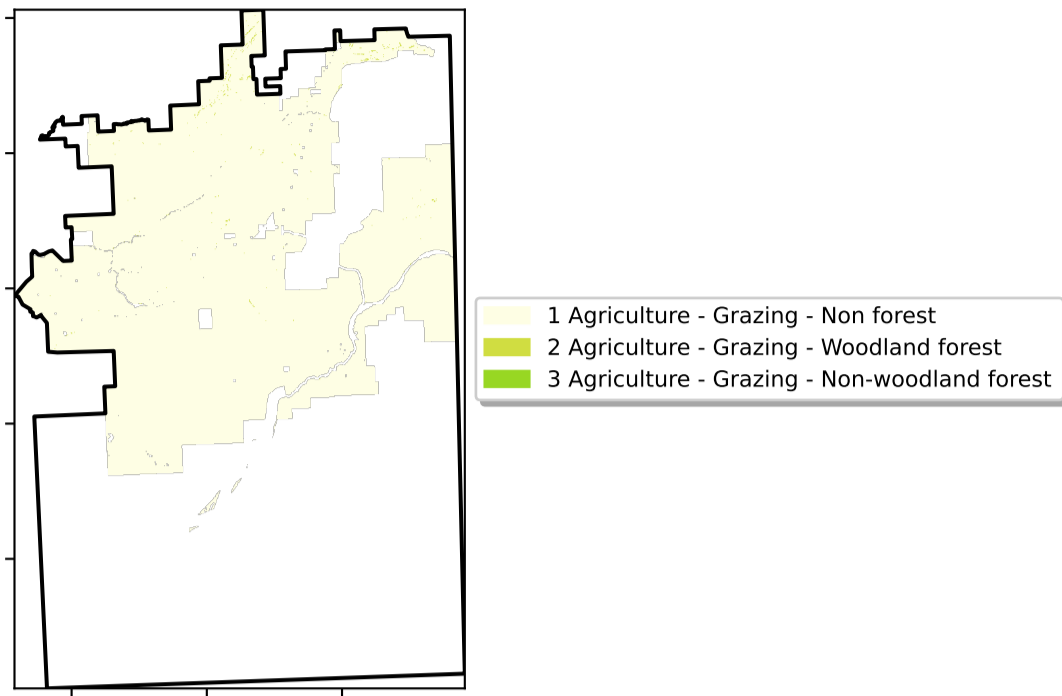 1 Agriculture - Grazing - Non forest
2 Agriculture - Grazing - Woodland forest
3 Agriculture - Grazing - Non-woodland forest